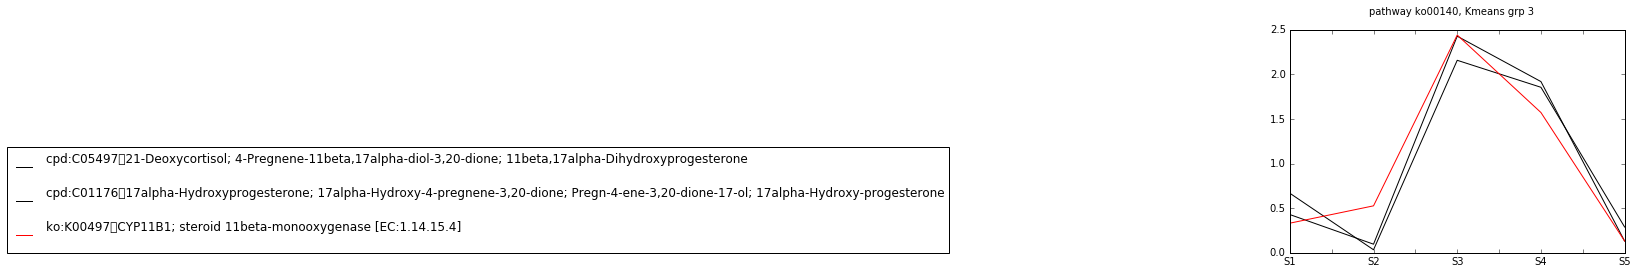 pathway ko00140, Kmeans grp 3
2.5
2.0
1.5
1.0
0.5
0.0
S1 S2 S3 S4 S5
cpd:C05497▯21-Deoxycortisol; 4-Pregnene-11beta,17alpha-diol-3,20-dione; 11beta,17alpha-Dihydroxyprogesterone
cpd:C01176▯17alpha-Hydroxyprogesterone; 17alpha-Hydroxy-4-pregnene-3,20-dione; Pregn-4-ene-3,20-dione-17-ol; 17alpha-Hydroxy-progesterone
ko:K00497▯CYP11B1; steroid 11beta-monooxygenase [EC:1.14.15.4]